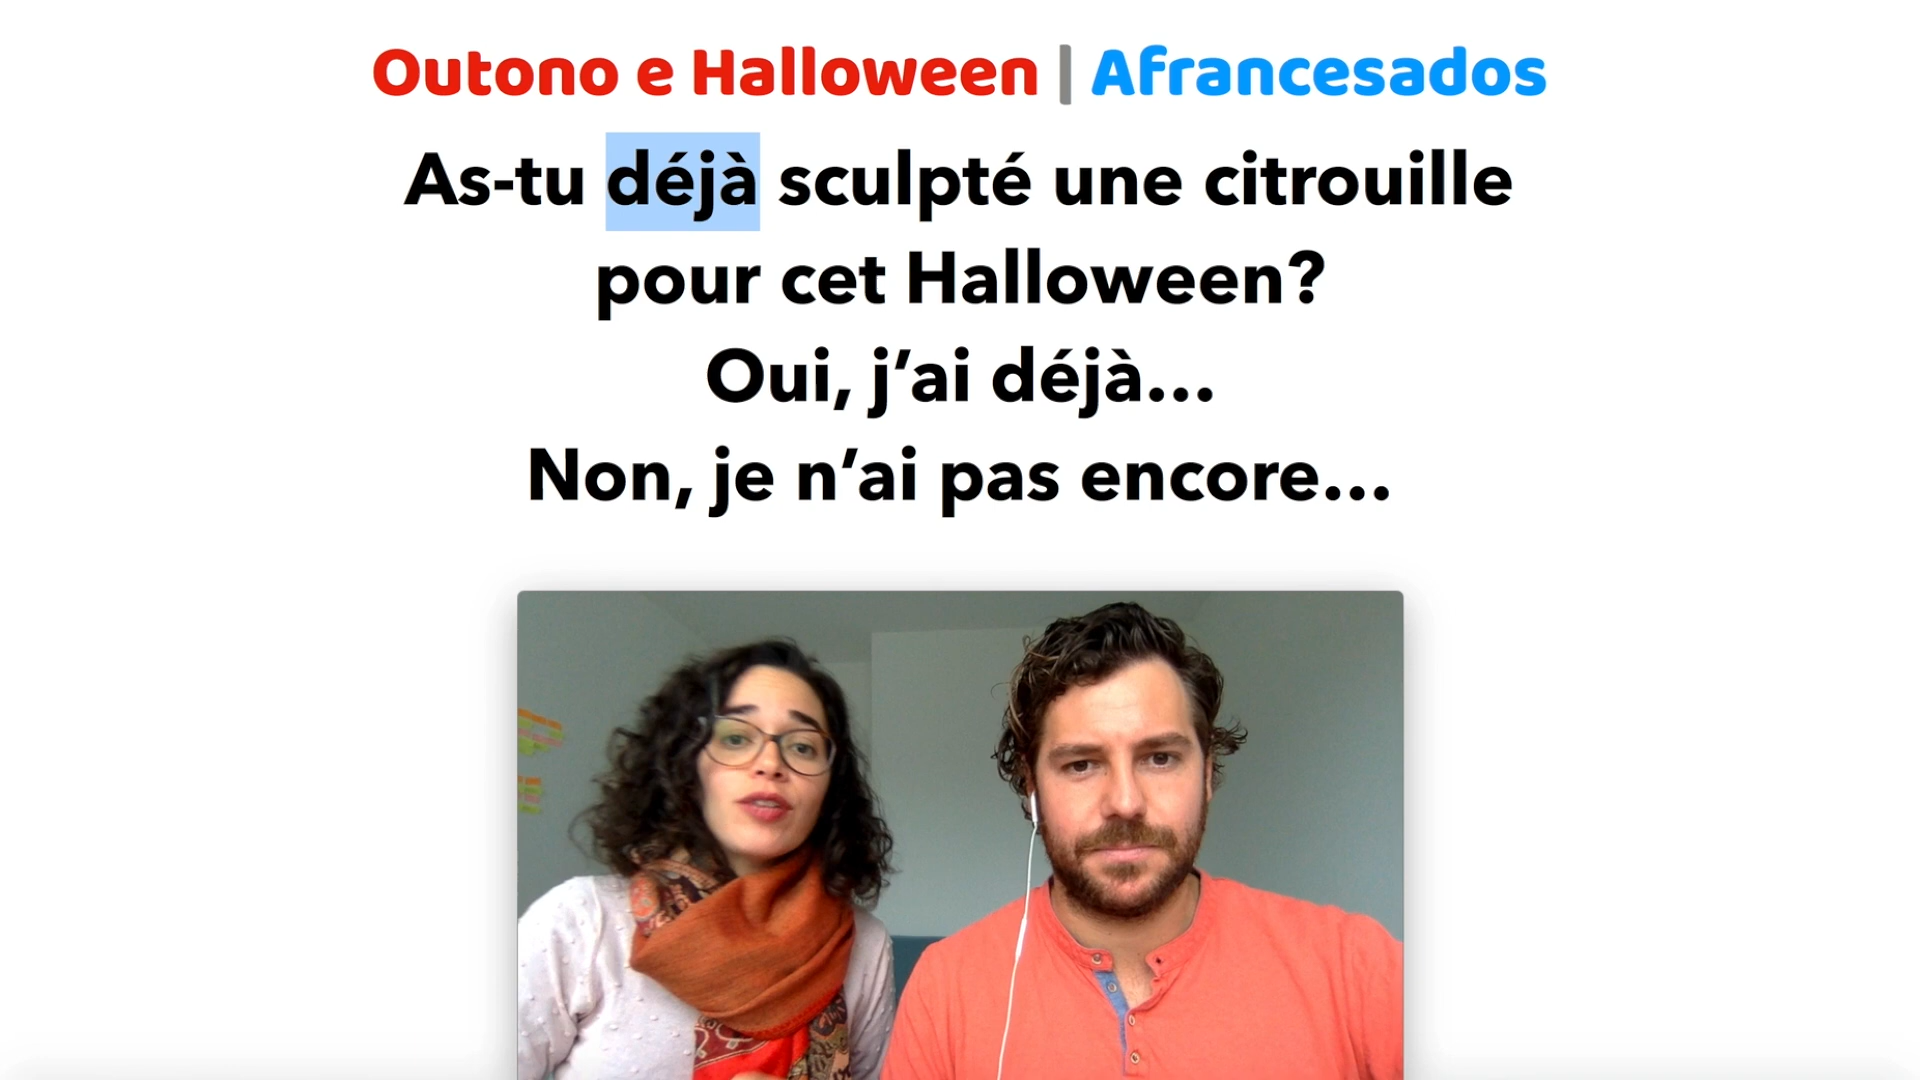 Outono e Halloween | Afrancesados
As-tu déjà sculpté une citrouille
pour cet Halloween?
Oui, j’ai déjà...
Non, je n’ai pas encore...